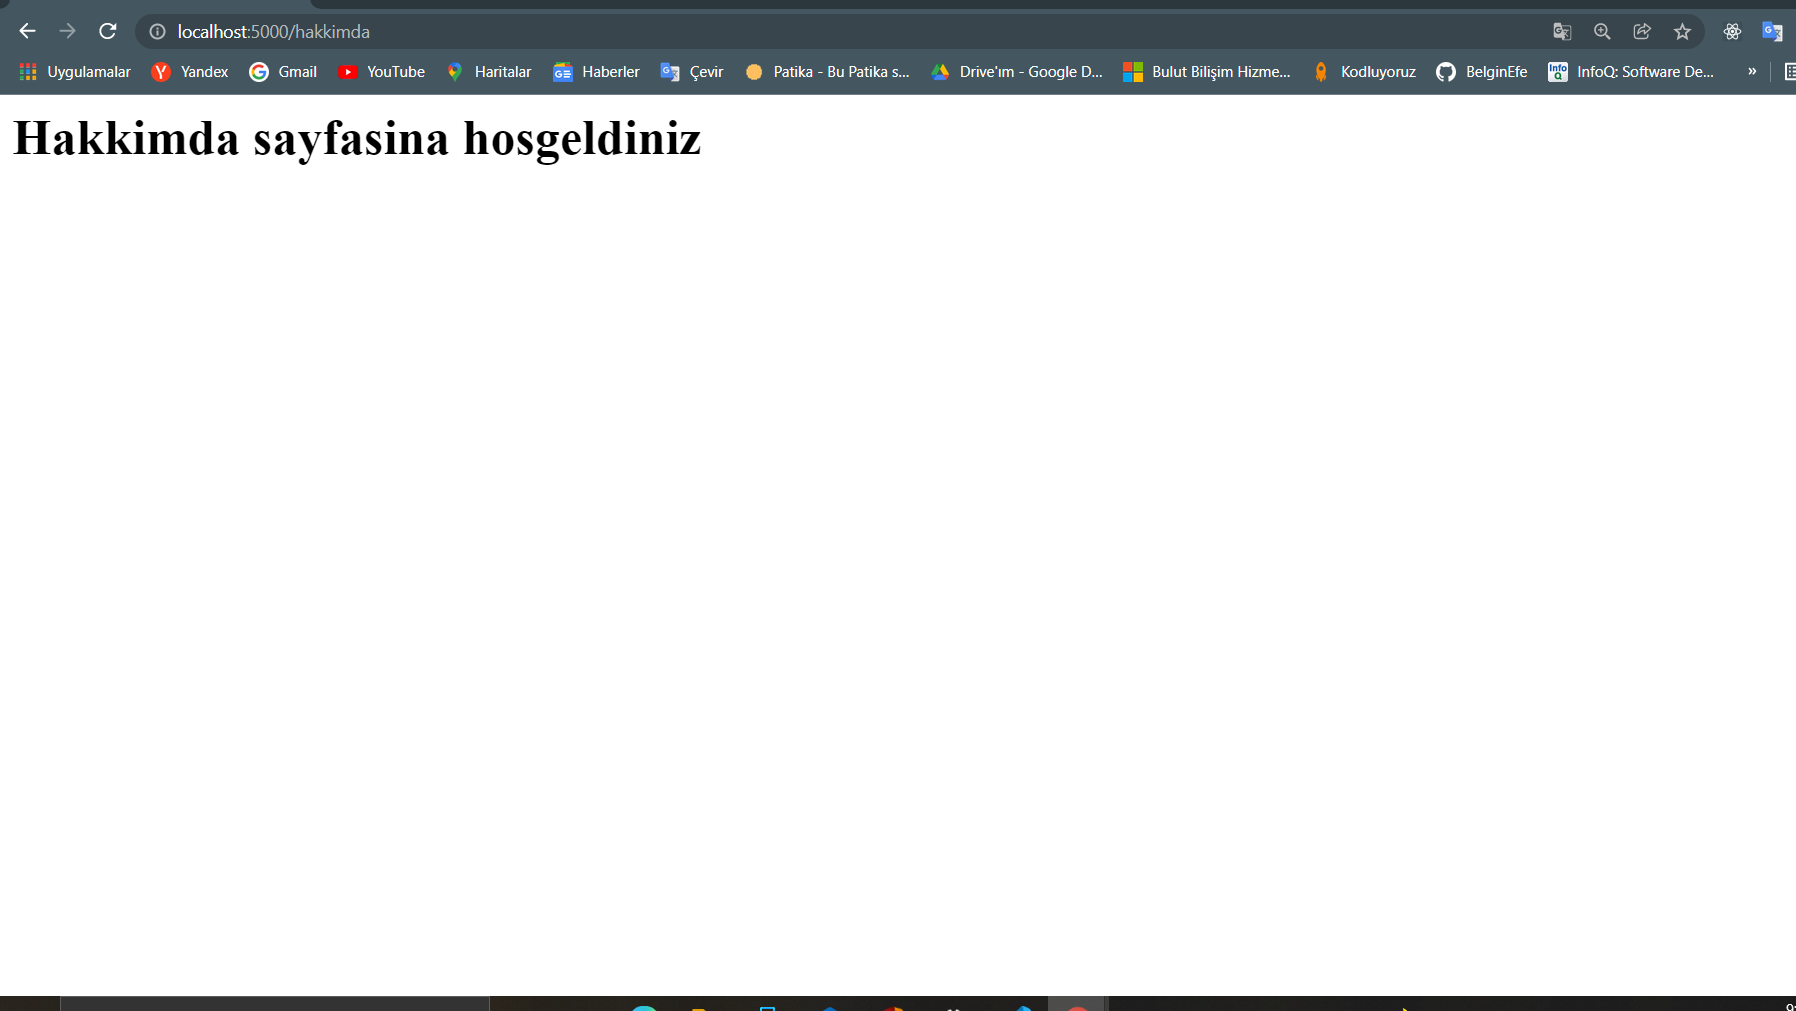 localhost:5000/hakkimda
Uygulamalar Yandex Gmail YouTube Haritalar Haberler Çevir Patika - Bu Patika s... Drive'ım - Google D... Bulut Bilişim Hizme... Kodluyoruz BelginEfe InfoQ: Software De... »
Hakkimda sayfasina hosgeldiniz